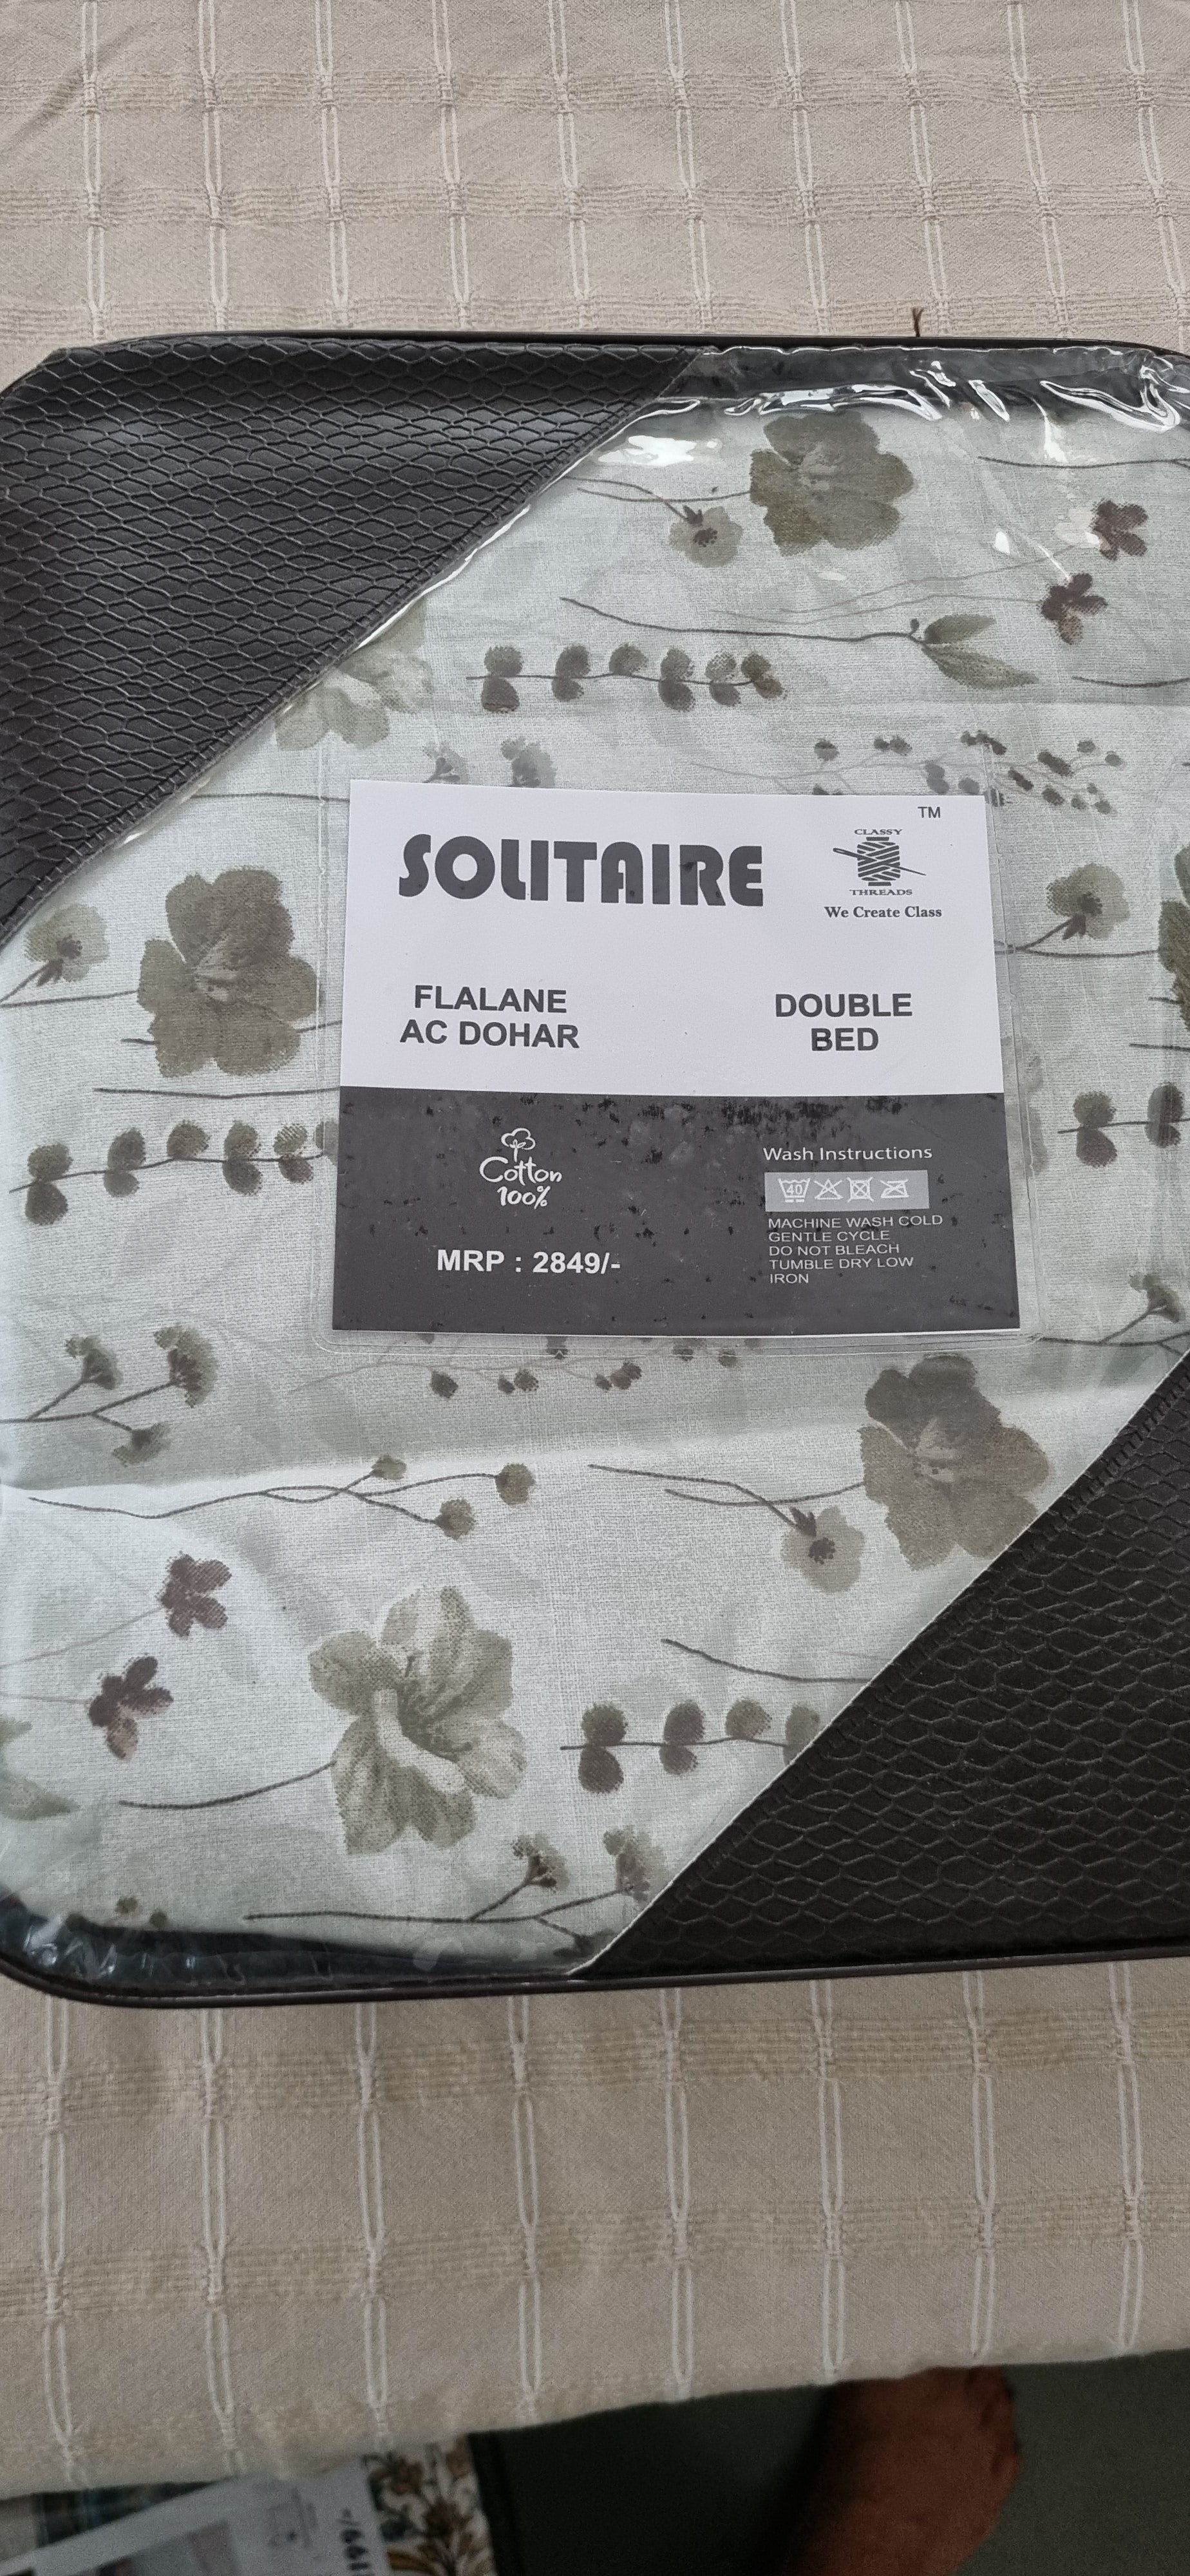 SOLITAIRE
TM
CLASSY
THREADS
We Create Class
FLALANE
AC DOHAR
DOUBLE
BED
Cotton
100%
MRP : 2849/-
Wash Instructions
40
MACHINE WASH COLD
GENTLE CYCLE
DO NOT BLEACH
TUMBLE DRY LOW
IRON